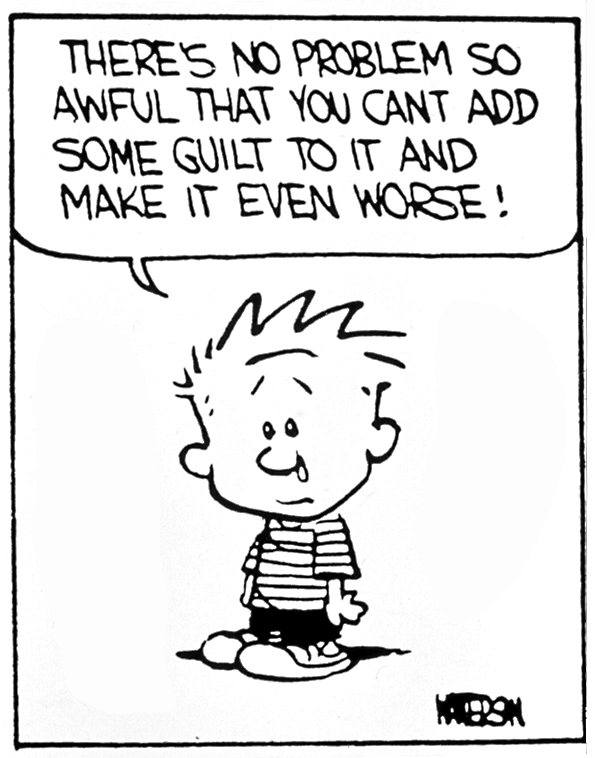 THERE'S NO PROBLEM SO
AWFUL THAT YOU CANT ADD
SOME GUILT TO IT AND
MAKE IT EVEN WORSE!
WATTERSON